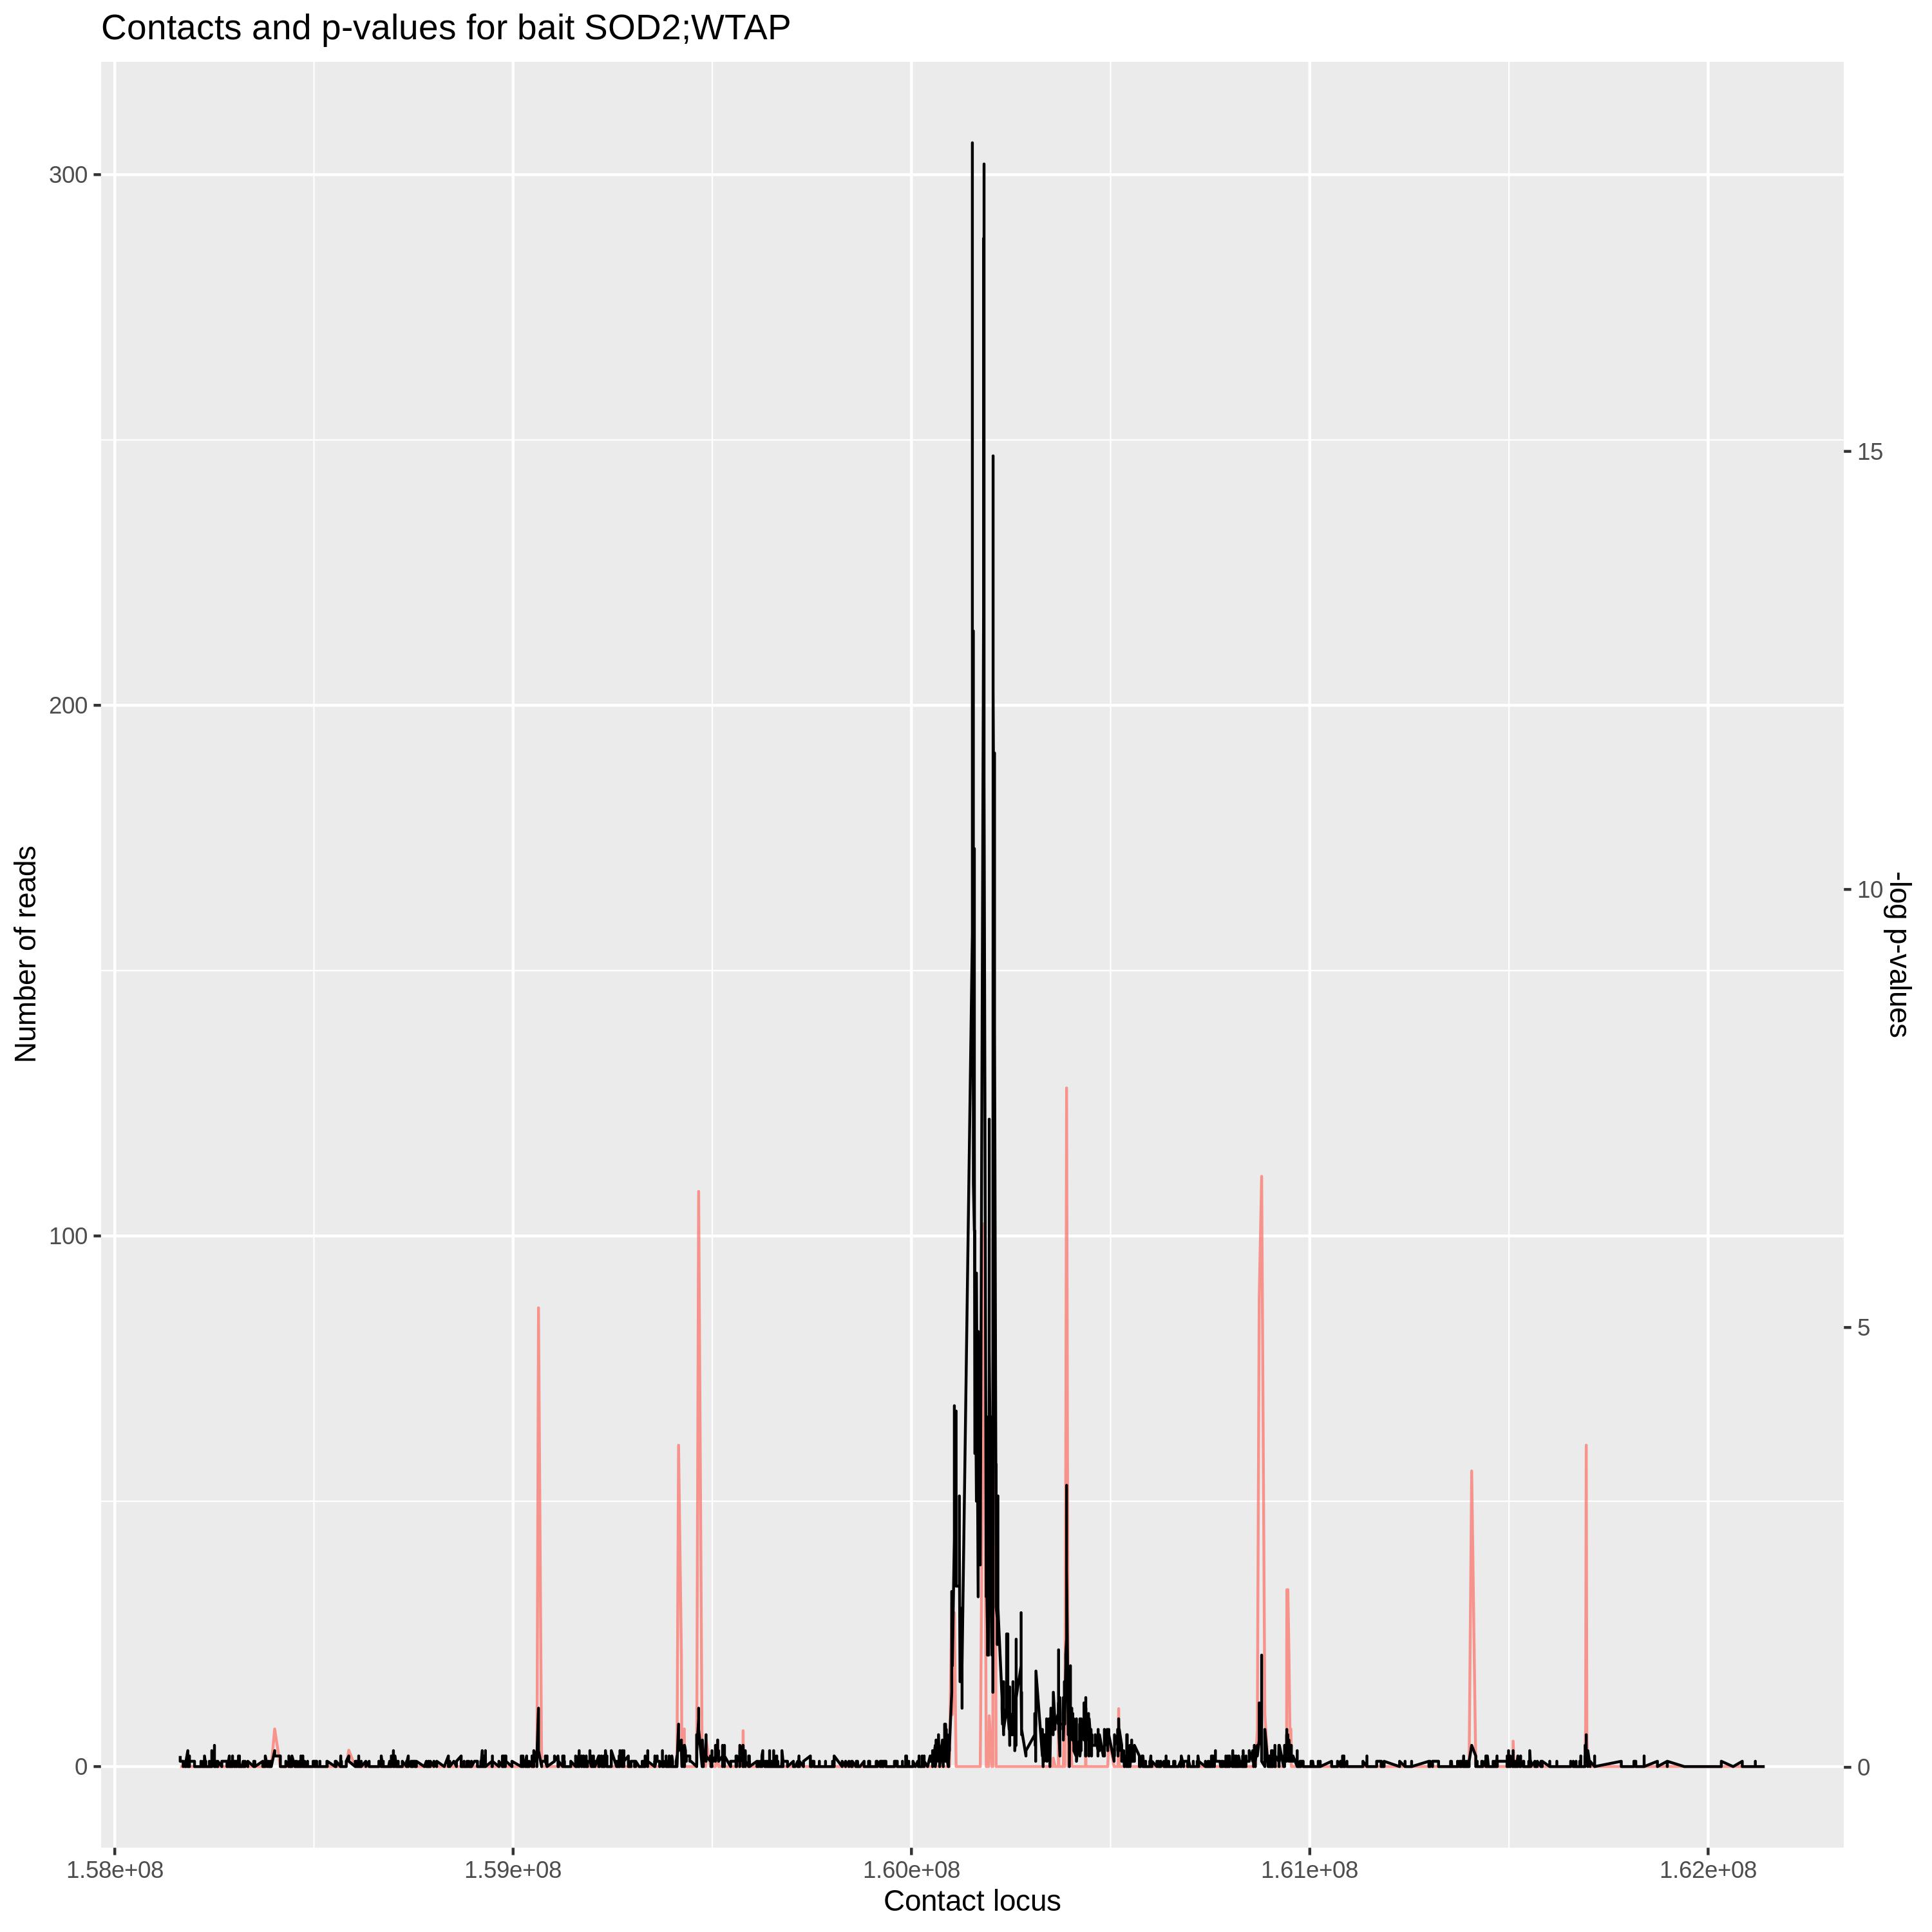 Contacts and p-values for bait SOD2;WTAP
300
200
100
0
Number of reads
15
10
5
0
-log p-values
1.58e+08 1.59e+08 1.60e+08 1.61e+08 1.62e+08
Contact locus